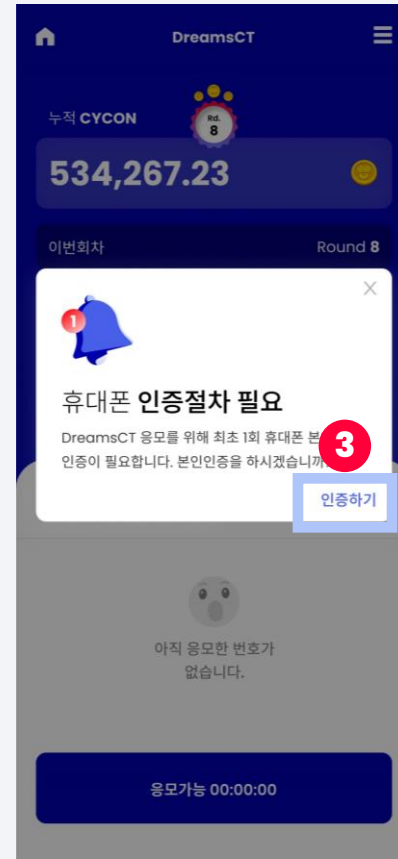 DreamsCT
누적 CYCON
Rd.
8
534,267.23
이번회차 Round 8
1
휴대폰 인증절차 필요
DreamsCT 응모를 위해 최초 1회 휴대폰 본
3
인증이 필요합니다. 본인인증을 하시겠습니까
인증하기
아직 응모한 번호가
없습니다.
응모가능 00:00:00